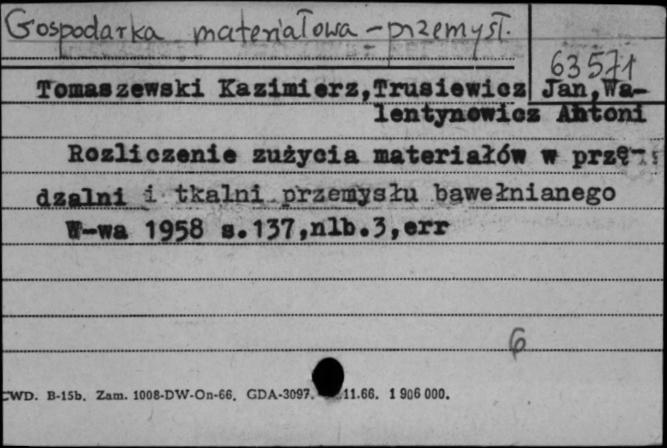 Gospodarka materiałowa - przemysł.
63571
Tomaszewski Kazimierz, Trusiewicz Jan, Wa-
lentynowicz Antoni
Rozliczenie zużycia materiałów w przę-
dzalni i tkalni przemysłu bawełnianego
W-wa 1958 s.137,nlb.3,err
6
CWD. B-15b. Zam. 1008-DW-On-66. GDA-3097. 11.66. 1 906 000.